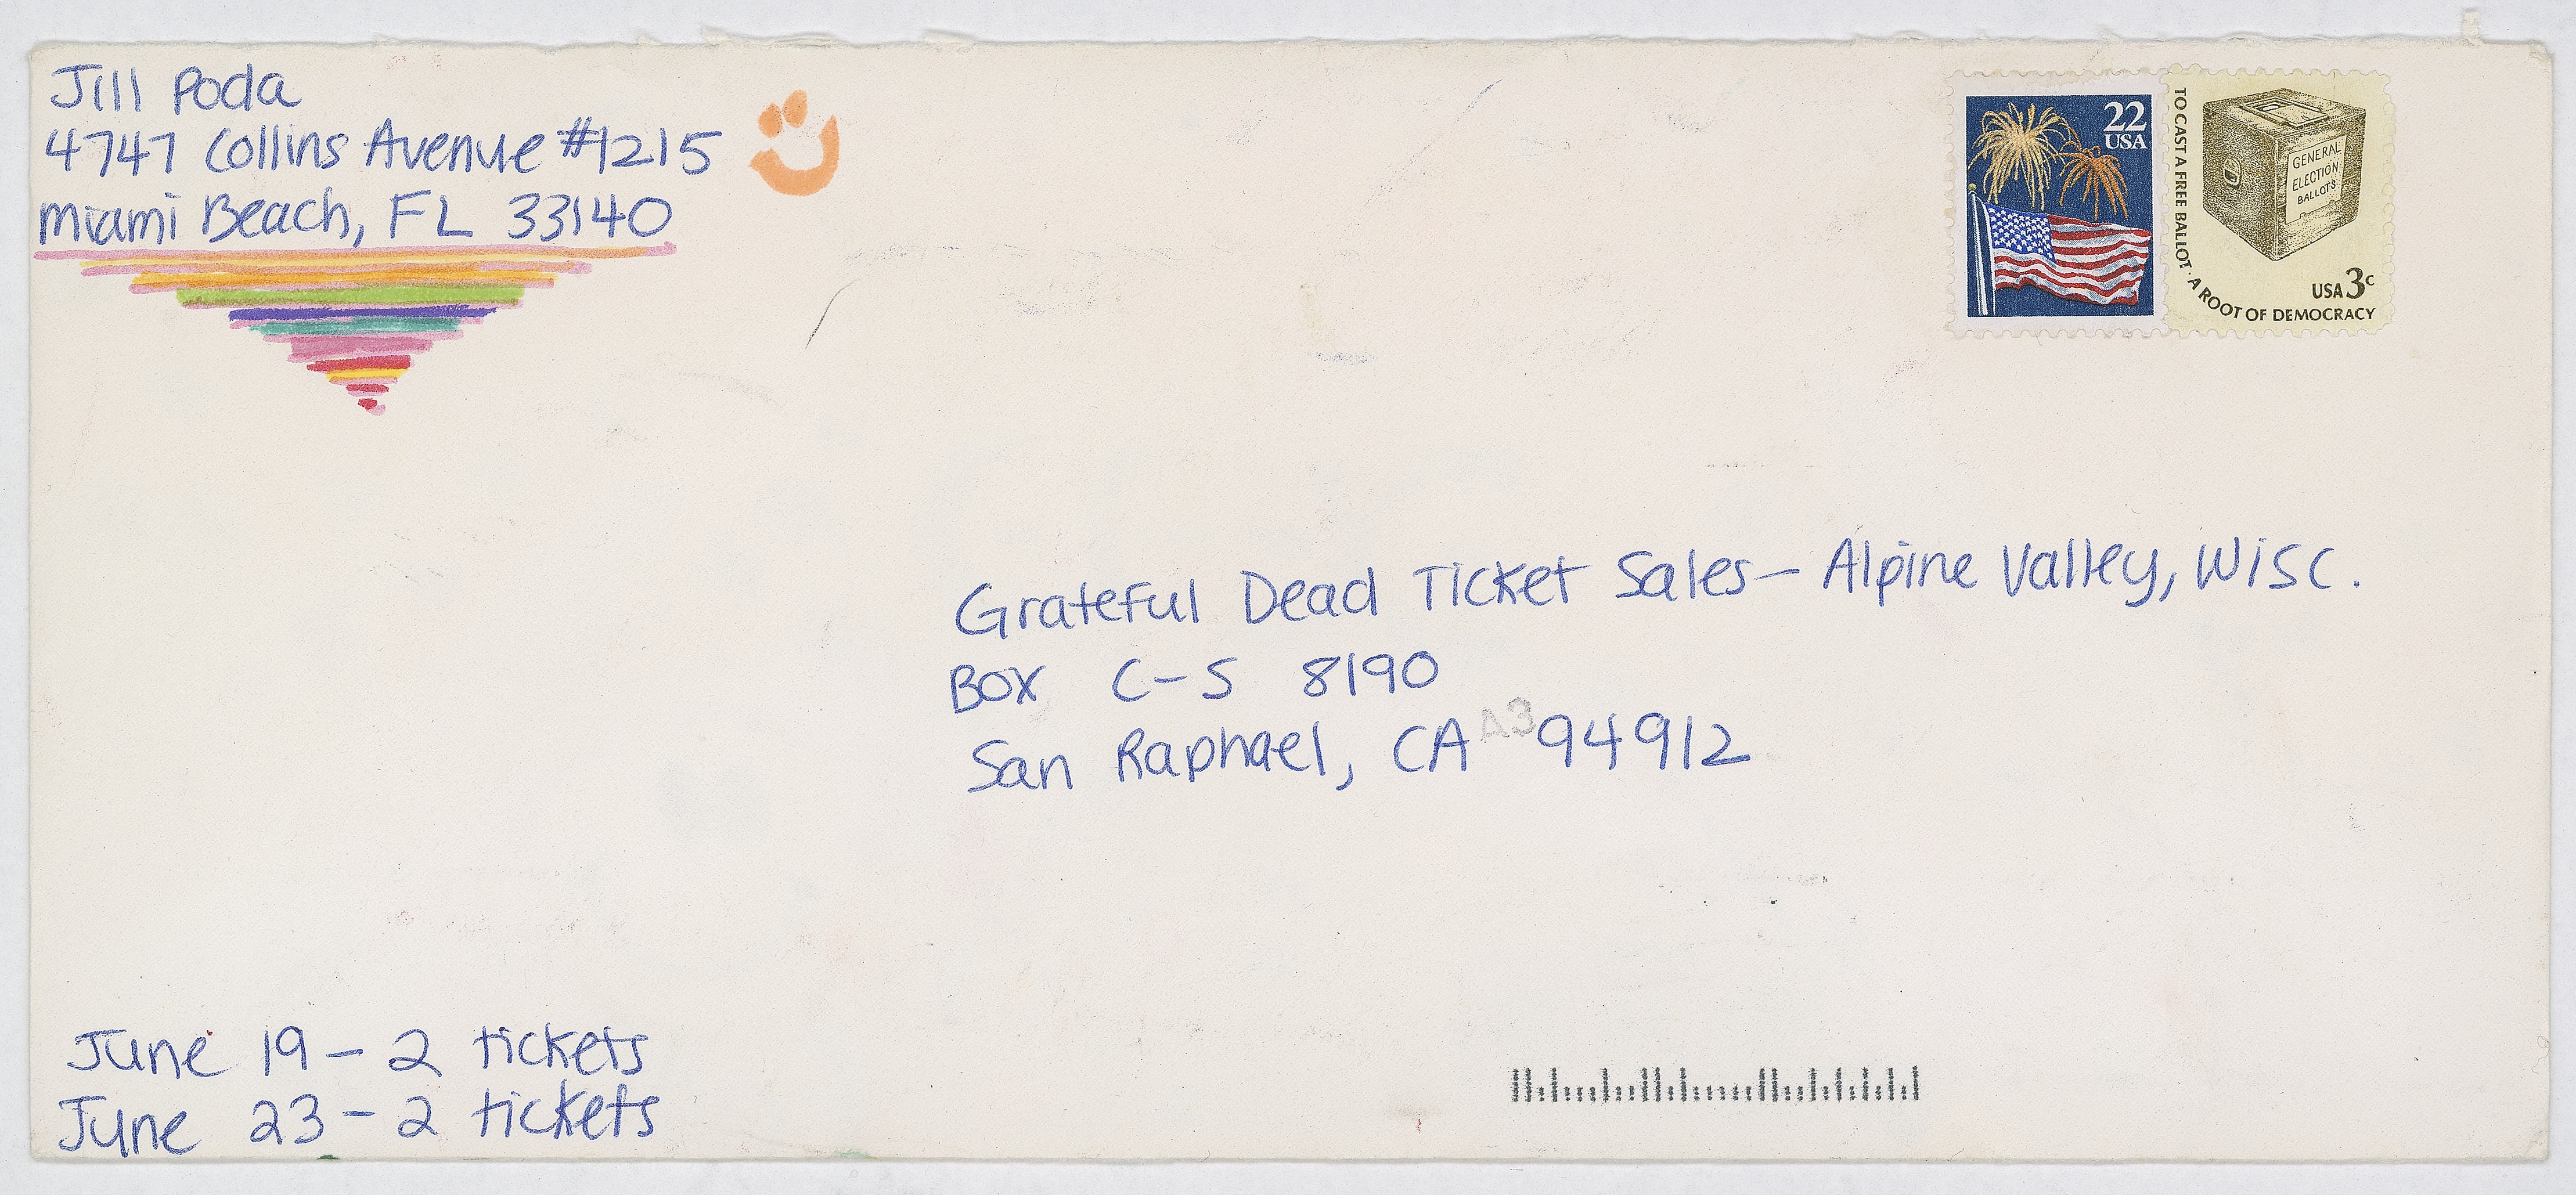 Jill Poda
4747 Collins Avenue #1215
Miami Beach, FL 33140
22
USA
TO CAST A FREE BALLOT · A ROOT OF DEMOCRACY
GENERAL
ELECTION
BALLOTS
USA 3c
Grateful Dead Ticket Sales - Alpine Valley, Wisc.
Box C-S 8190
San Raphael, CA 94912
A3
June 19 - 2 tickets
June 23 - 2 tickets